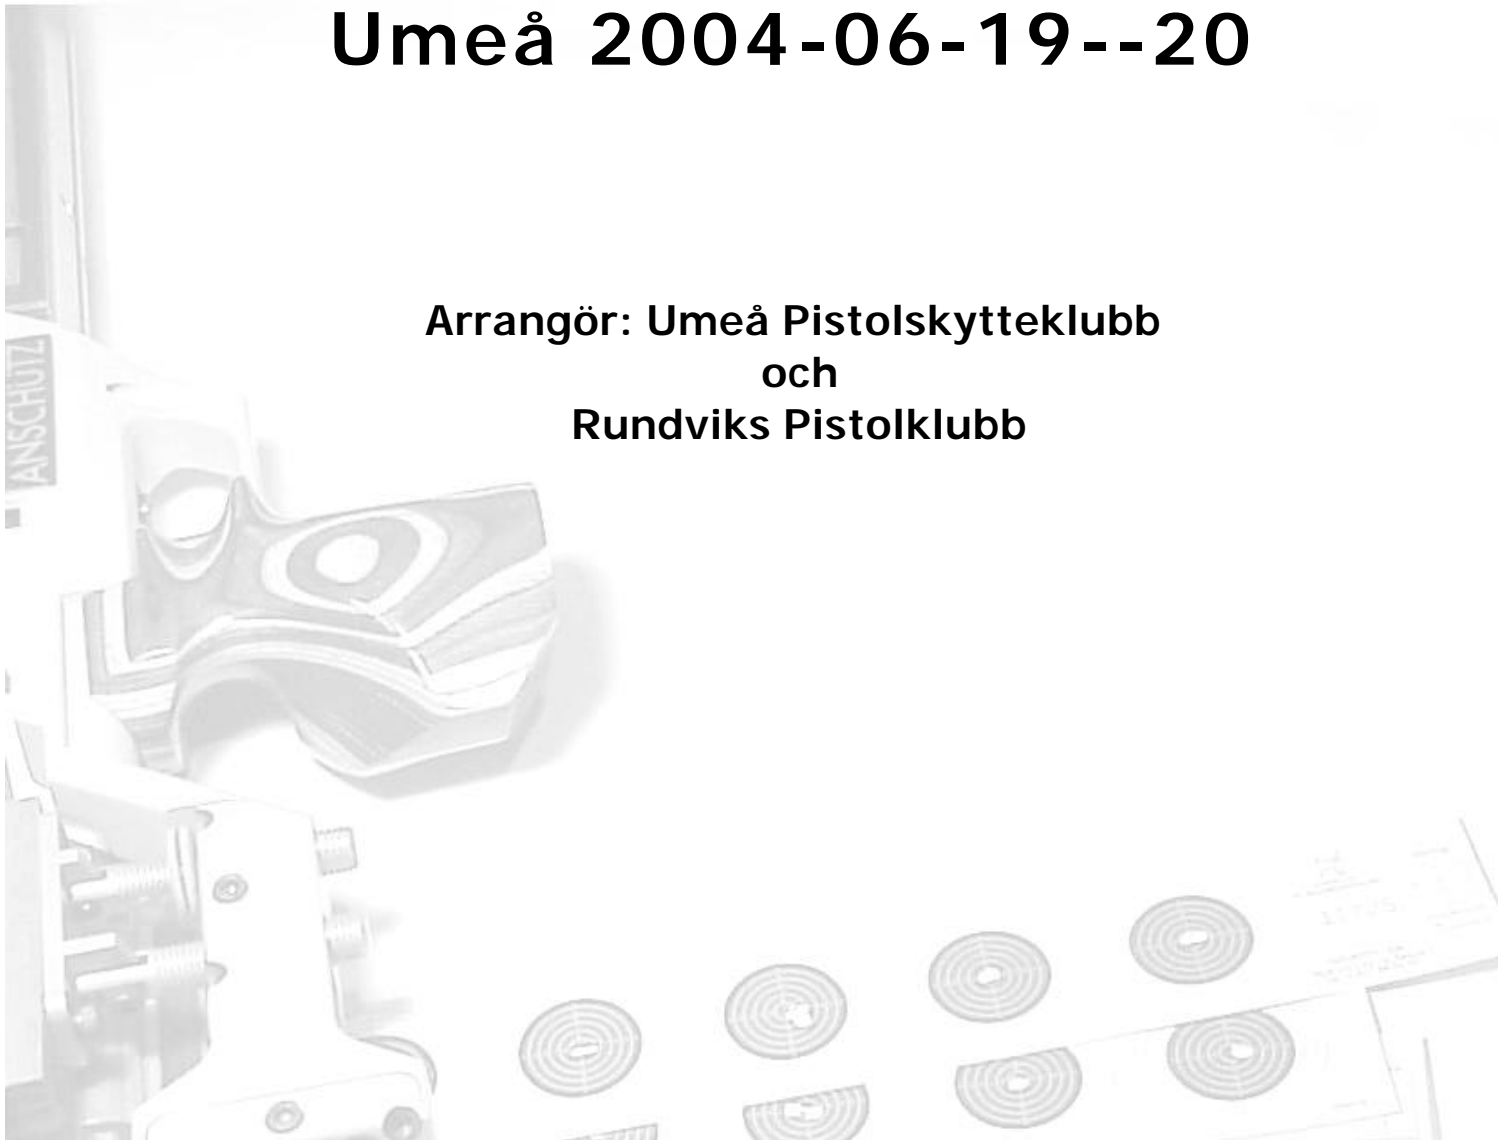 Umeå 2004-06-19--20
Arrangör: Umeå Pistolskytteklubb
och
Rundviks Pistolklubb
ANSCHÜTZ